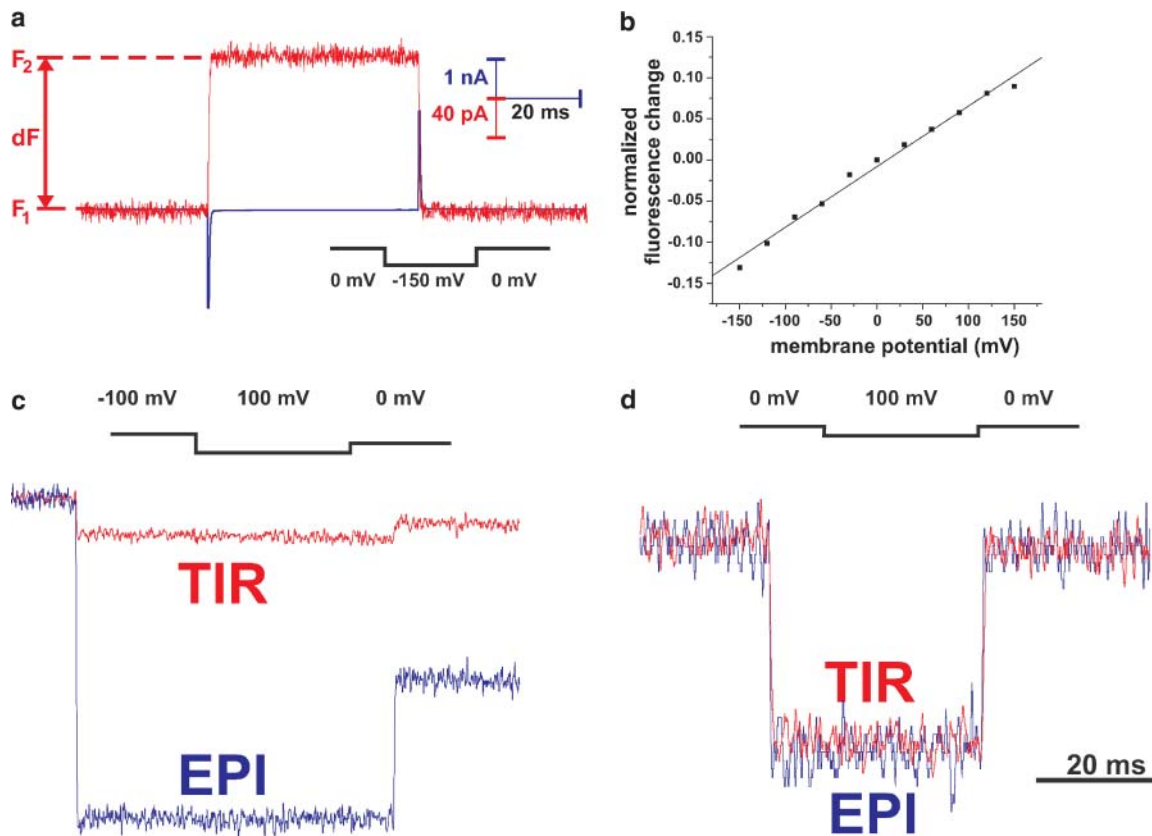 a
F2
dF
F1
1 nA
40 pA
20 ms
0 mV
-150 mV
0 mV
b
normalized
fluorescence change
0.15
0.10
0.05
0.00
-0.05
-0.10
-0.15
-150
-100
-50
0
50
100
150
membrane potential (mV)
c
-100 mV
100 mV
0 mV
TIR
EPI
d
0 mV
100 mV
0 mV
TIR
EPI
20 ms